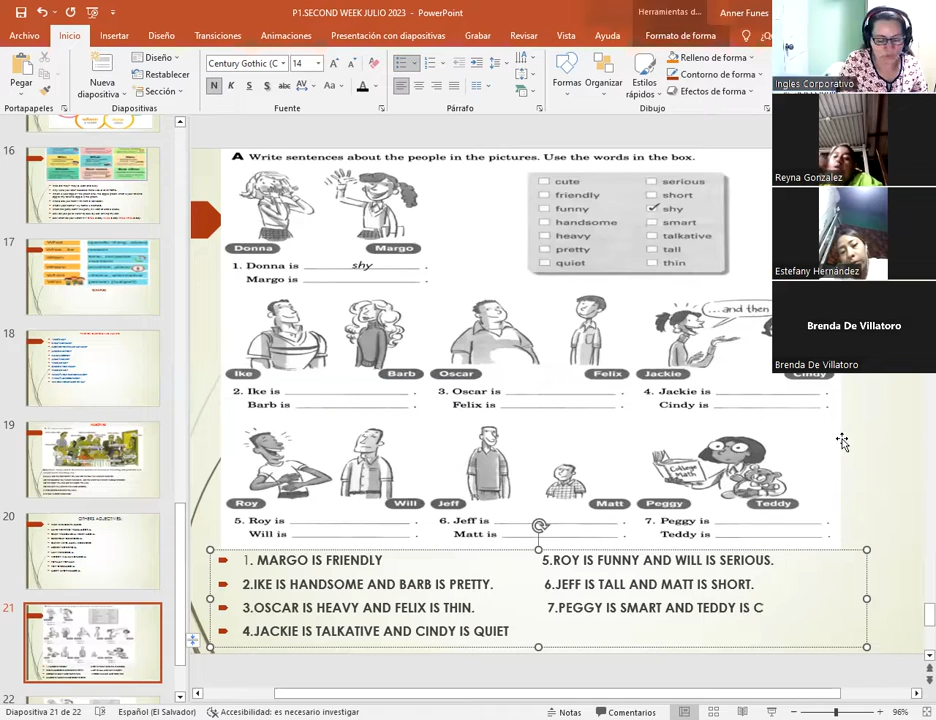 P1.SECOND WEEK JULIO 2023 - PowerPoint
Herramientas d...
Anner Funes
Archivo Inicio Insertar Diseño Transiciones Animaciones Presentación con diapositivas Grabar Revisar Vista Ayuda Formato de forma
Pegar
Nueva diapositiva
Diseño
Restablecer
Sección
Century Gothic (C 14
N K S abc AV Aa A
Formas
Organizar
Estilos rápidos
Relleno de forma
Contorno de forma
Efectos de forma
Portapapeles Diapositivas Fuente Párrafo Dibujo
Ingles Corporativo
Reyna Gonzalez
Estefany Hernández
Brenda De Villatoro
Brenda De Villatoro
16
17
18
19
20
21
22
A Write sentences about the people in the pictures. Use the words in the box.
cute serious
friendly short
funny shy
handsome smart
heavy talkative
pretty tall
quiet thin
Donna Margo
1. Donna is shy .
Margo is .
...and then
Ike Barb Oscar Felix Jackie Cindy
2. Ike is . 3. Oscar is . 4. Jackie is .
Barb is . Felix is . Cindy is .
College Math
Roy Will Jeff Matt Peggy Teddy
5. Roy is . 6. Jeff is . 7. Peggy is .
Will is . Matt is . Teddy is .
1. MARGO IS FRIENDLY 5.ROY IS FUNNY AND WILL IS SERIOUS.
2.IKE IS HANDSOME AND BARB IS PRETTY. 6.JEFF IS TALL AND MATT IS SHORT.
3.OSCAR IS HEAVY AND FELIX IS THIN. 7.PEGGY IS SMART AND TEDDY IS C
4.JACKIE IS TALKATIVE AND CINDY IS QUIET
Diapositiva 21 de 22 Español (El Salvador) Accesibilidad: es necesario investigar Notas Comentarios 96%